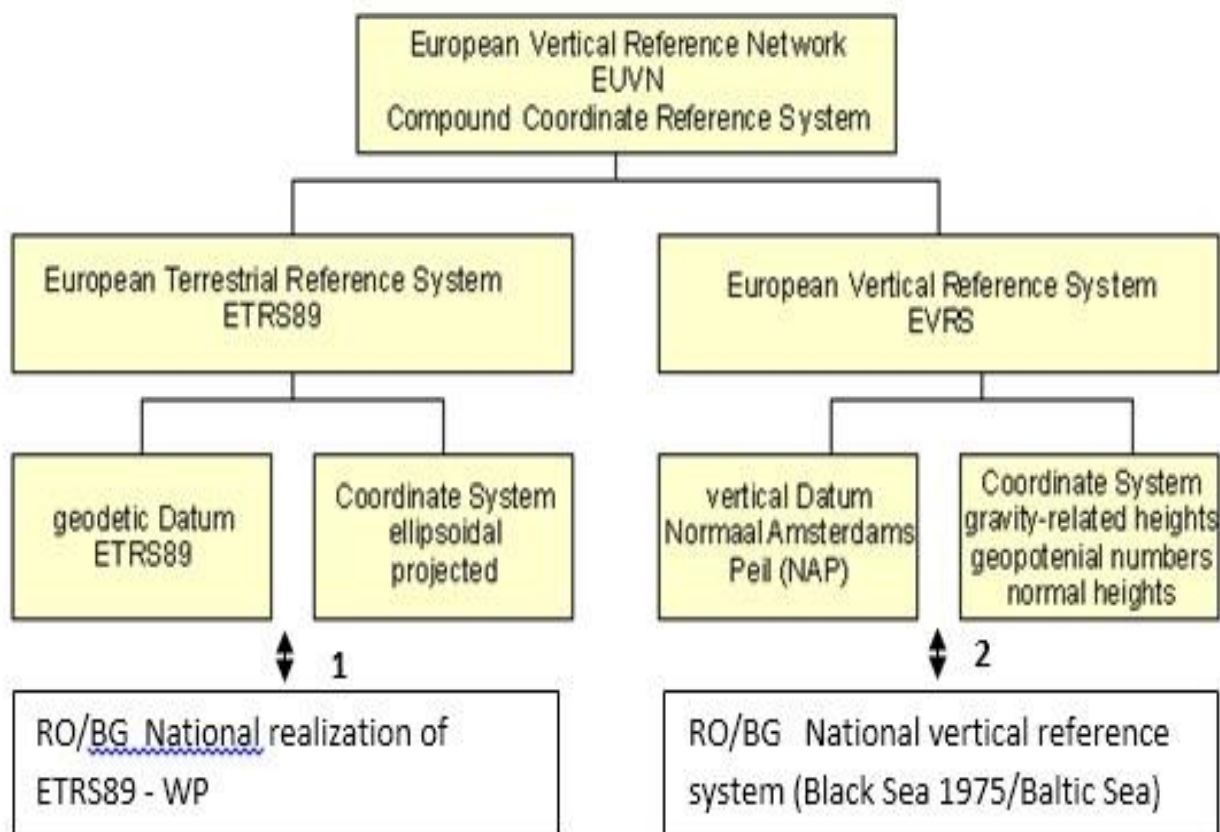 European Vertical Reference Network
EUVN
Compound Coordinate Reference System
European Terrestrial Reference System
ETRS89
European Vertical Reference System
EVRS
geodetic Datum
ETRS89
Coordinate System
ellipsoidal
projected
vertical Datum
Normaal Amsterdams
Peil (NAP)
Coordinate System
gravity-related heights
geopotenial numbers
normal heights
1
2
RO/BG National realization of
ETRS89 - WP
RO/BG National vertical reference
system (Black Sea 1975/Baltic Sea)